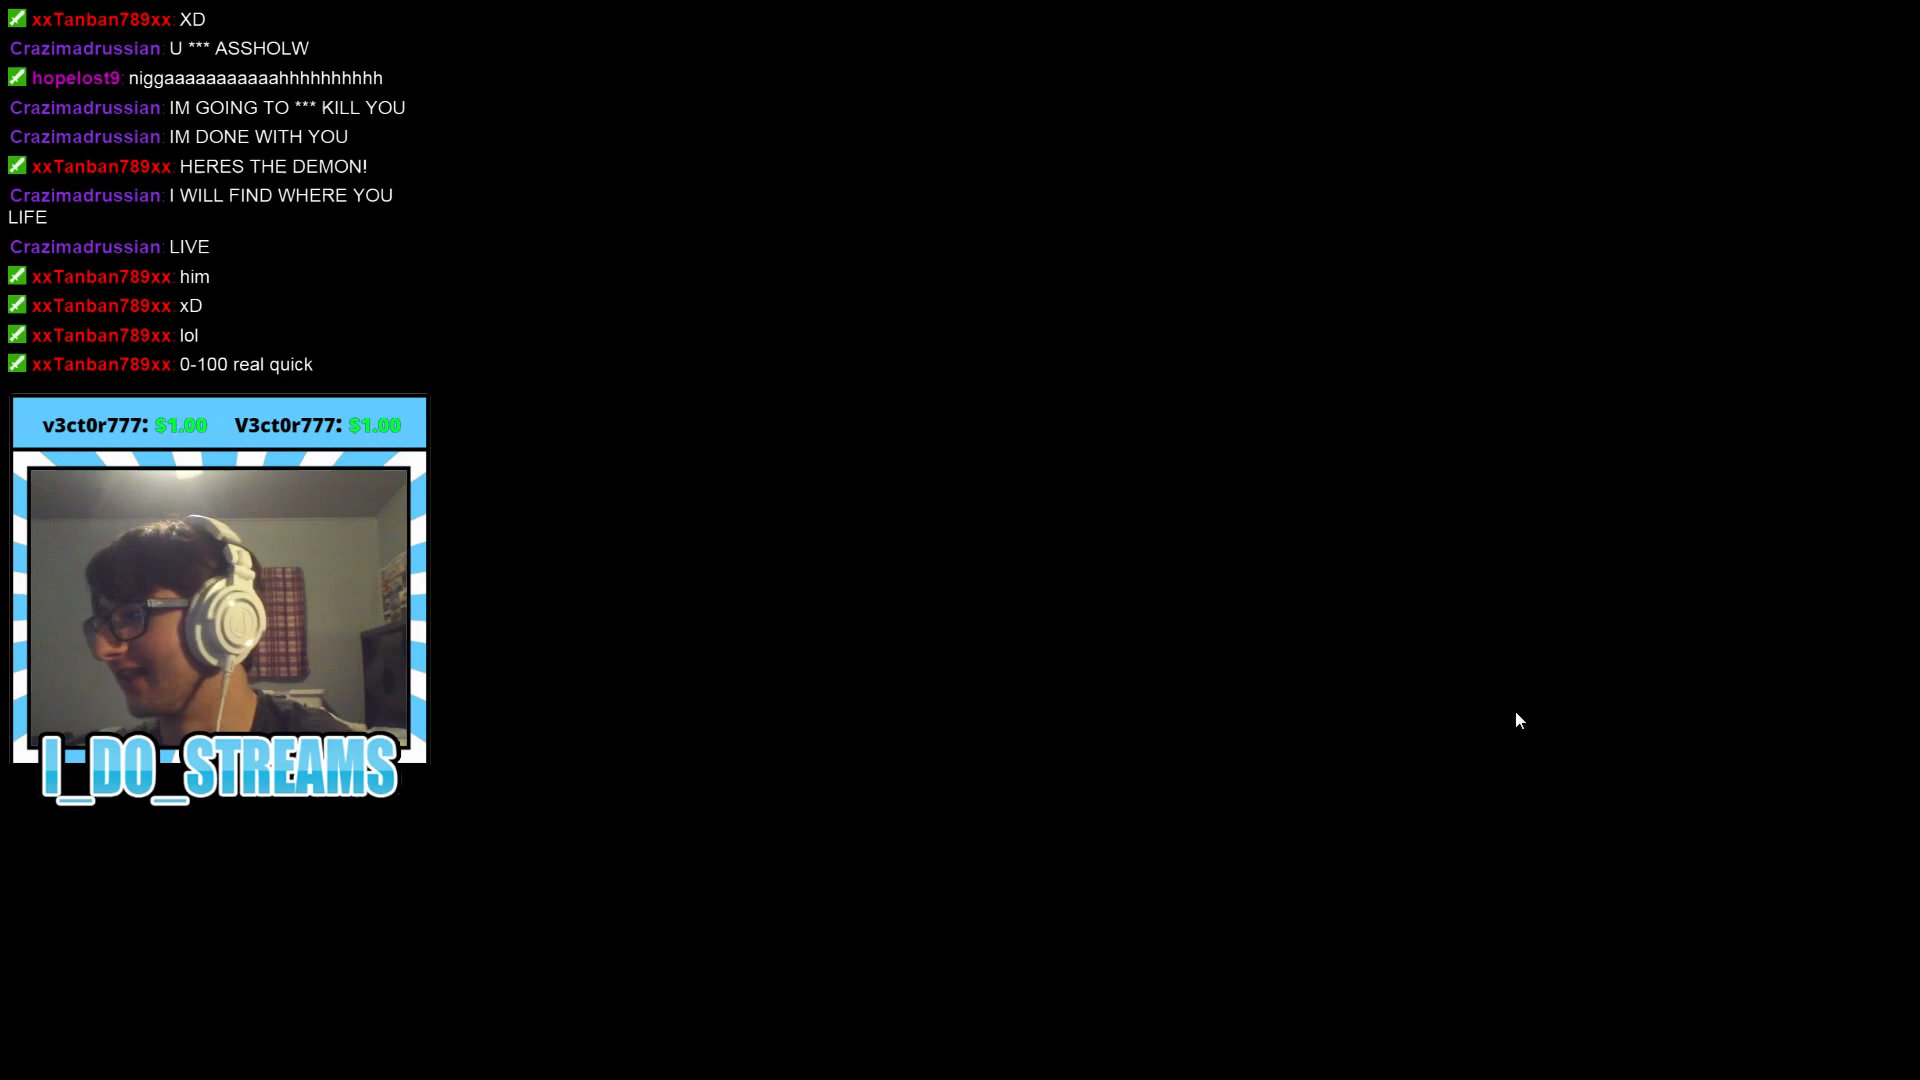 xxTanban789xx: XD
Crazimadrussian: U *** ASSHOLW
hopelost9: niggaaaaaaaaaaahhhhhhhhhh
Crazimadrussian: IM GOING TO *** KILL YOU
Crazimadrussian: IM DONE WITH YOU
xxTanban789xx: HERES THE DEMON!
Crazimadrussian: I WILL FIND WHERE YOU
LIFE
Crazimadrussian: LIVE
xxTanban789xx: him
xxTanban789xx: xD
xxTanban789xx: lol
xxTanban789xx: 0-100 real quick
v3ct0r777: $1.00 V3ct0r777: $1.00
I_DO_STREAMS